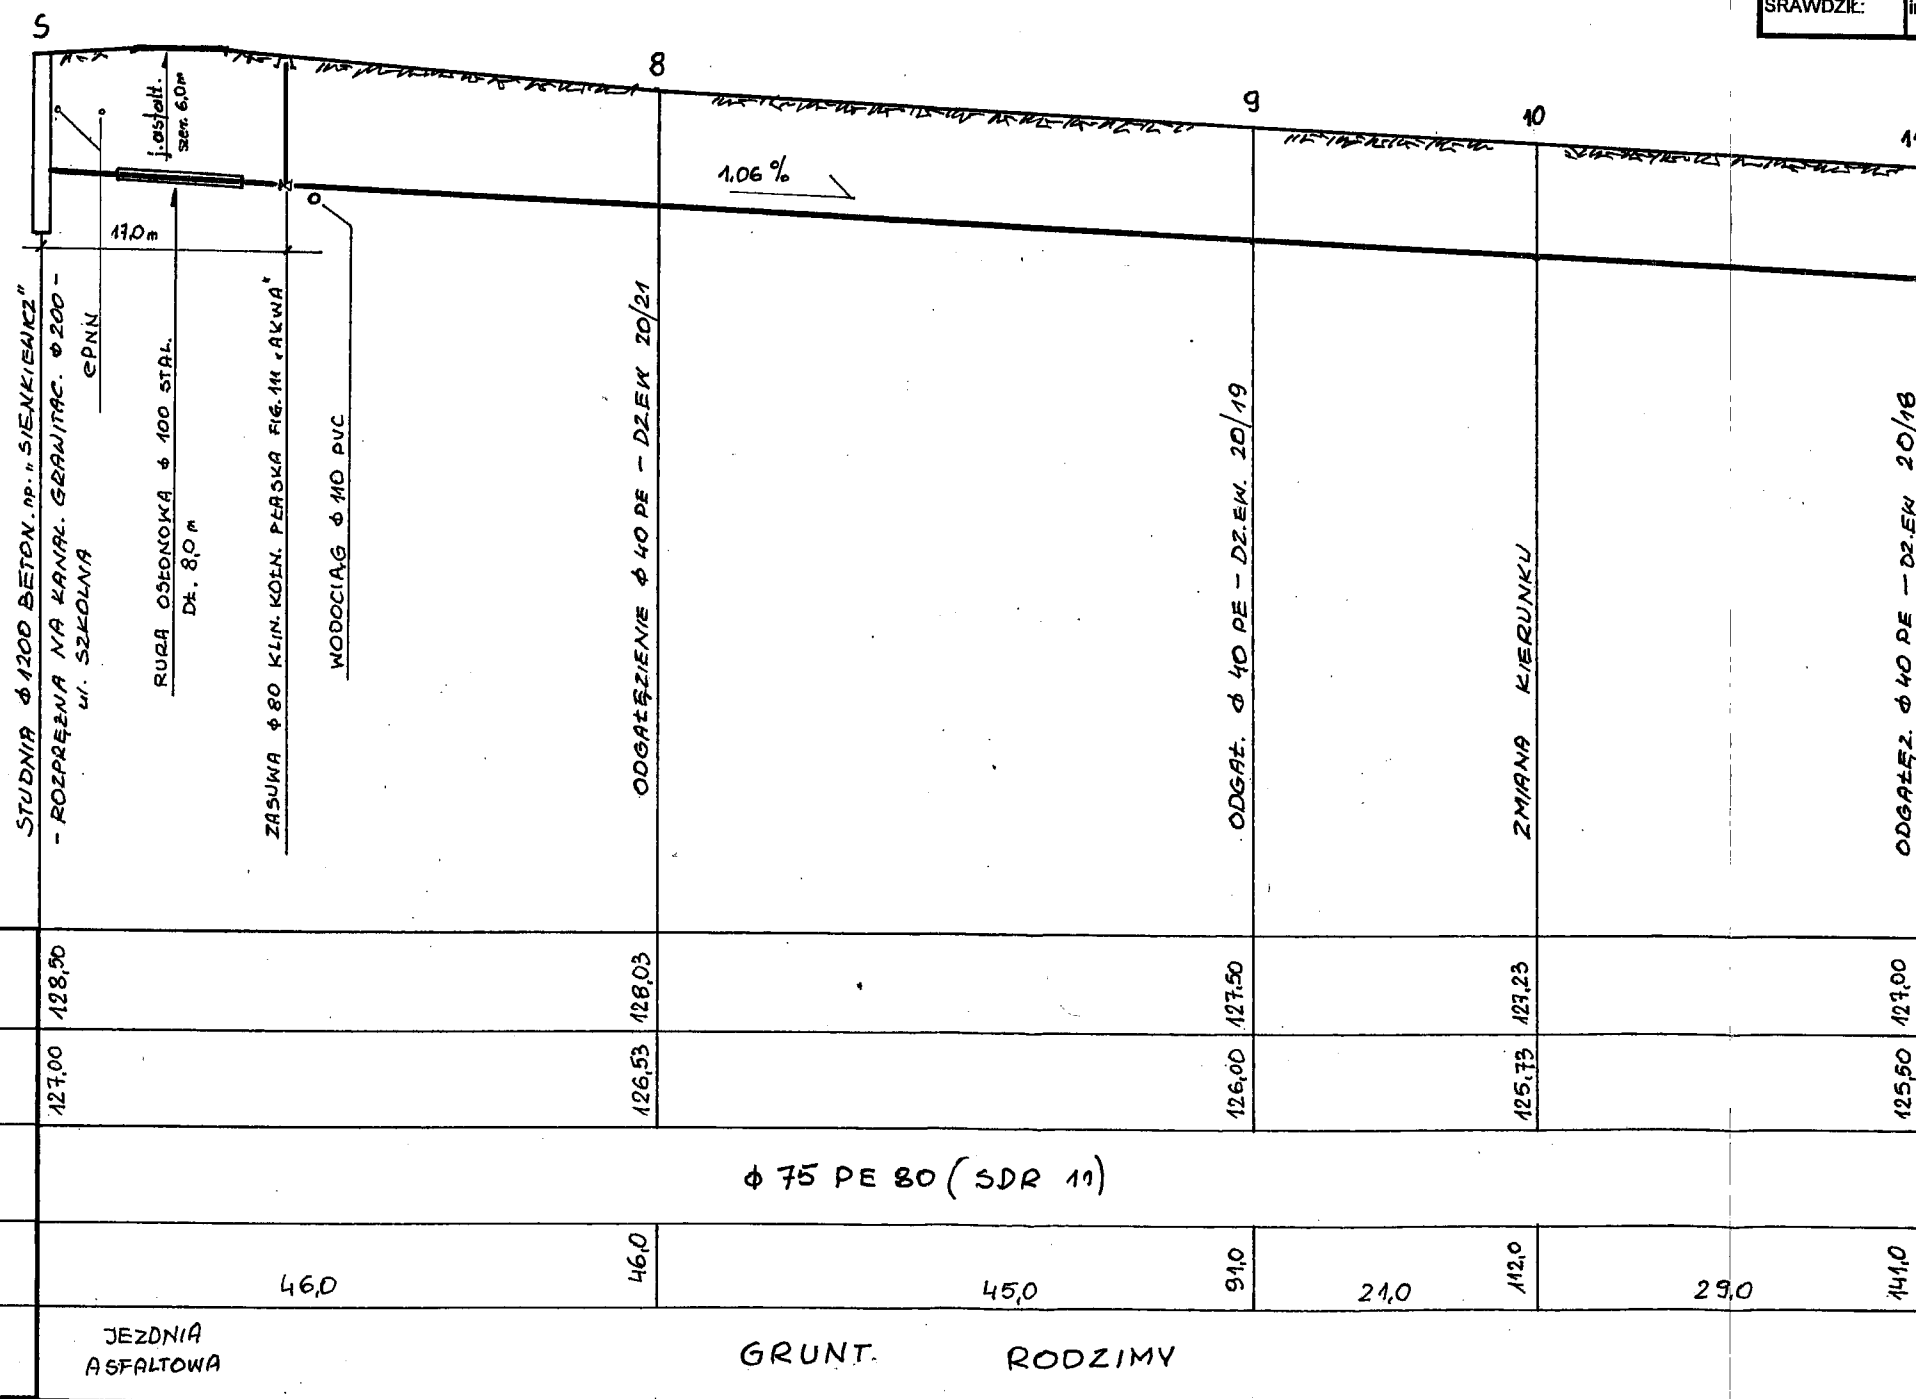 SRAWDZIŁ:
S
8
9
10
j. asfalt.
szer. 6,0m
1.06 %
17,0 m
STUDNIA ϕ 1200 BETON. np. „SIENKIEWICZ"
- ROZPRĘŻNA NA KANAŁ. GRAWITAC. ϕ 200 -
ul. SZKOLNA
ePNN
RURA OSŁONOWA ϕ 100 STAL.
DŁ. 8,0 m
ZASUWA ϕ 80 KLIN. KOŁN. PŁASKA FIG. 111 „AKWA"
WODOCIĄG ϕ 110 PVC
ODGAŁĘZIENIE ϕ 40 PE - DZ.EW 20/21
ODGAŁ. ϕ 40 PE - DZ.EW. 20/19
ZMIANA KIERUNKU
ODGAŁĘZ. ϕ 40 PE - DZ.EW 20/18
128,50
128,03
127.50
127,23
127,00
127.00
126,53
126,00
125,73
125,50
ϕ 75 PE 80 (SDR 11)
46,0
46,0
45,0
91,0
21,0
112,0
29,0
141,0
JEZDNIA
ASFALTOWA
GRUNT. RODZIMY